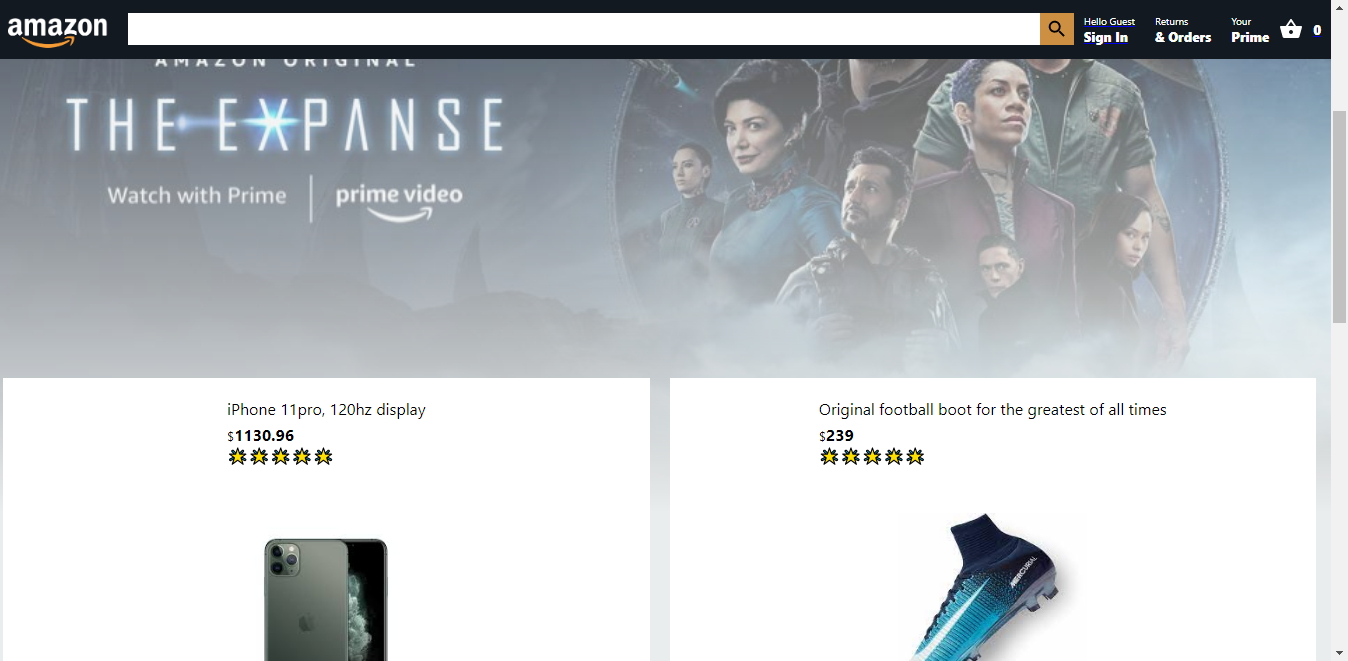 amazon
Hello Guest
Sign In
Returns
& Orders
Your
Prime
0
AMAZON ORIGINAL
THE EXPANSE
Watch with Prime | prime video
iPhone 11pro, 120hz display
$1130.96
Original football boot for the greatest of all times
$239
MERCURIAL